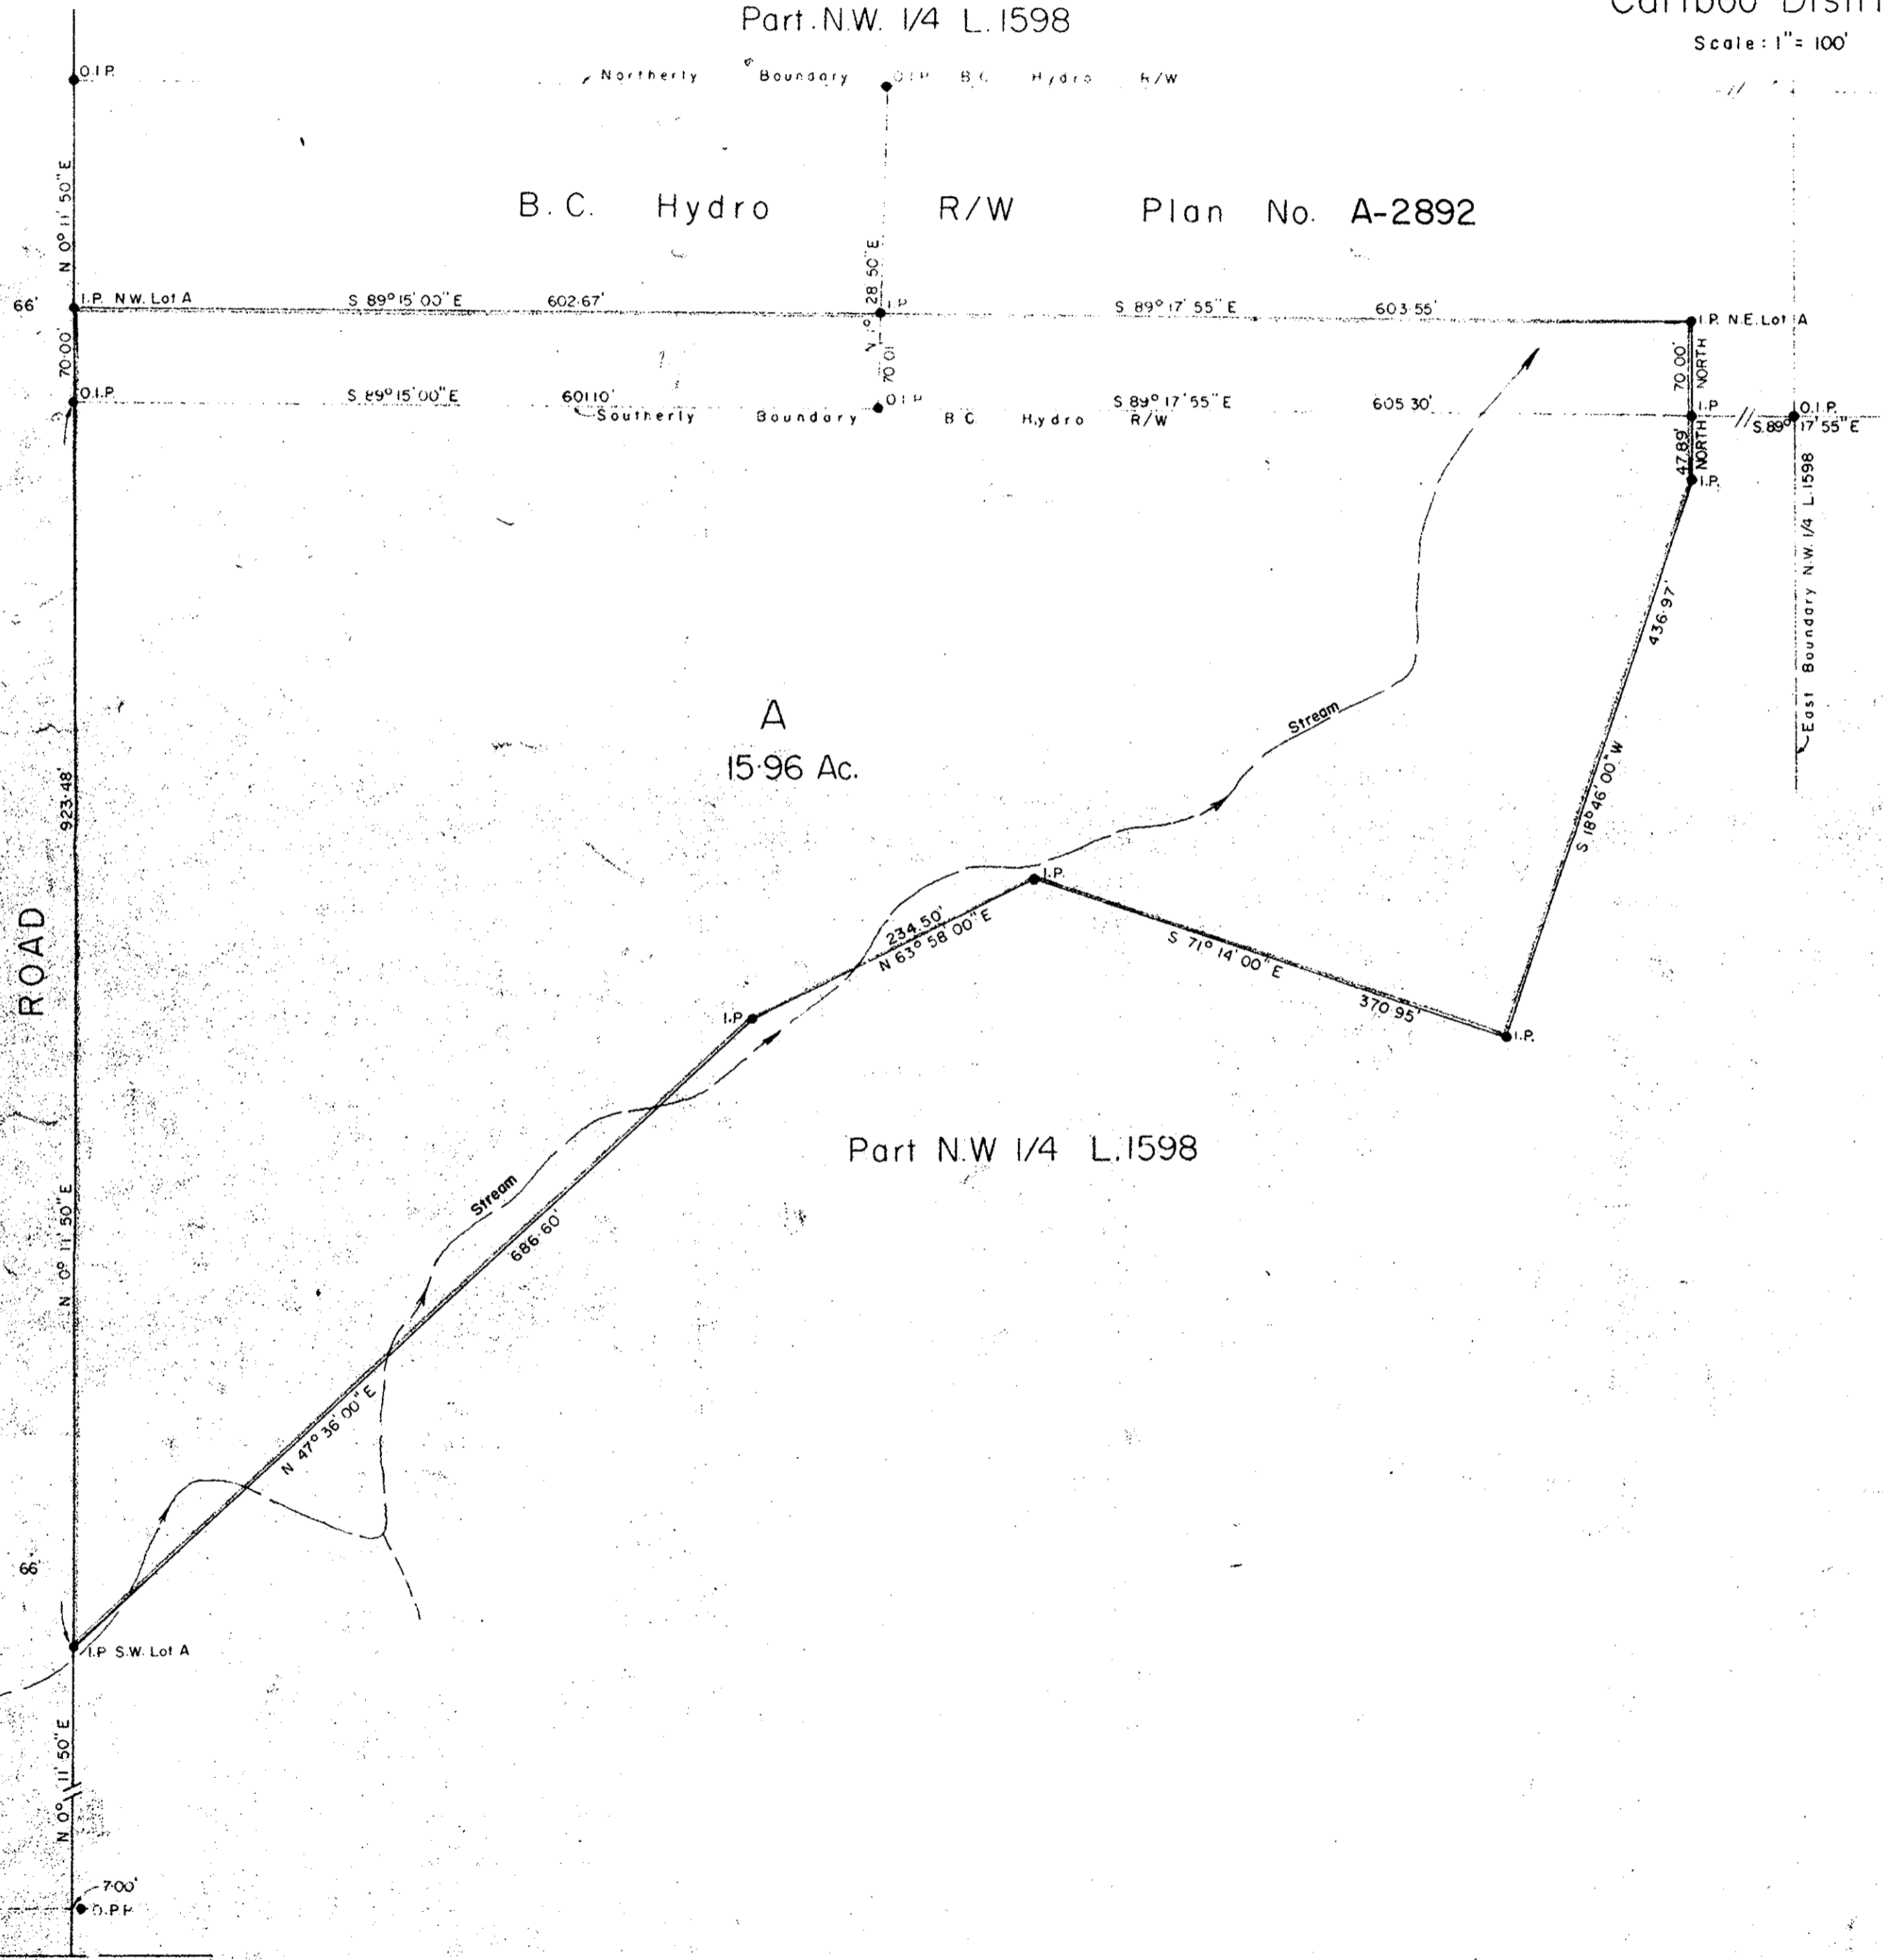 Part N.W. 1/4 L.1598
Scale: 1"= 100'
O.I.P.
Northerly Boundary O.I.P. B.C. Hydro R/W
N 0° 11' 50" E
B.C. Hydro R/W Plan No. A-2892
28' 50" E
66'
I.P. N.W. Lot A
S 89° 15' 00" E
602.67'
I.P.
S 89° 17' 55" E
603.55'
I.P. N.E. Lot A
70.00'
70.01
70.00'
NORTH
O.I.P.
S 89° 15' 00" E
601.10'
O.I.P.
S 89° 17' 55" E
605.30'
I.P.
O.I.P.
Southerly Boundary B.C. Hydro R/W
S. 89° 17' 55" E
47.89'
NORTH
I.P.
East Boundary N.W. 1/4 L.1598
436.97'
S 18° 46' 00" W
A
15.96 Ac.
Stream
923.48'
ROAD
I.P.
234.50'
N 63° 58' 00" E
S 71° 14' 00" E
370.95'
I.P.
I.P.
Part N.W 1/4 L.1598
Stream
686.60'
N 0° 11' 50" E
N 47° 36' 00" E
66'
I.P. S.W. Lot A
N 0° 11' 50" E
7.00'